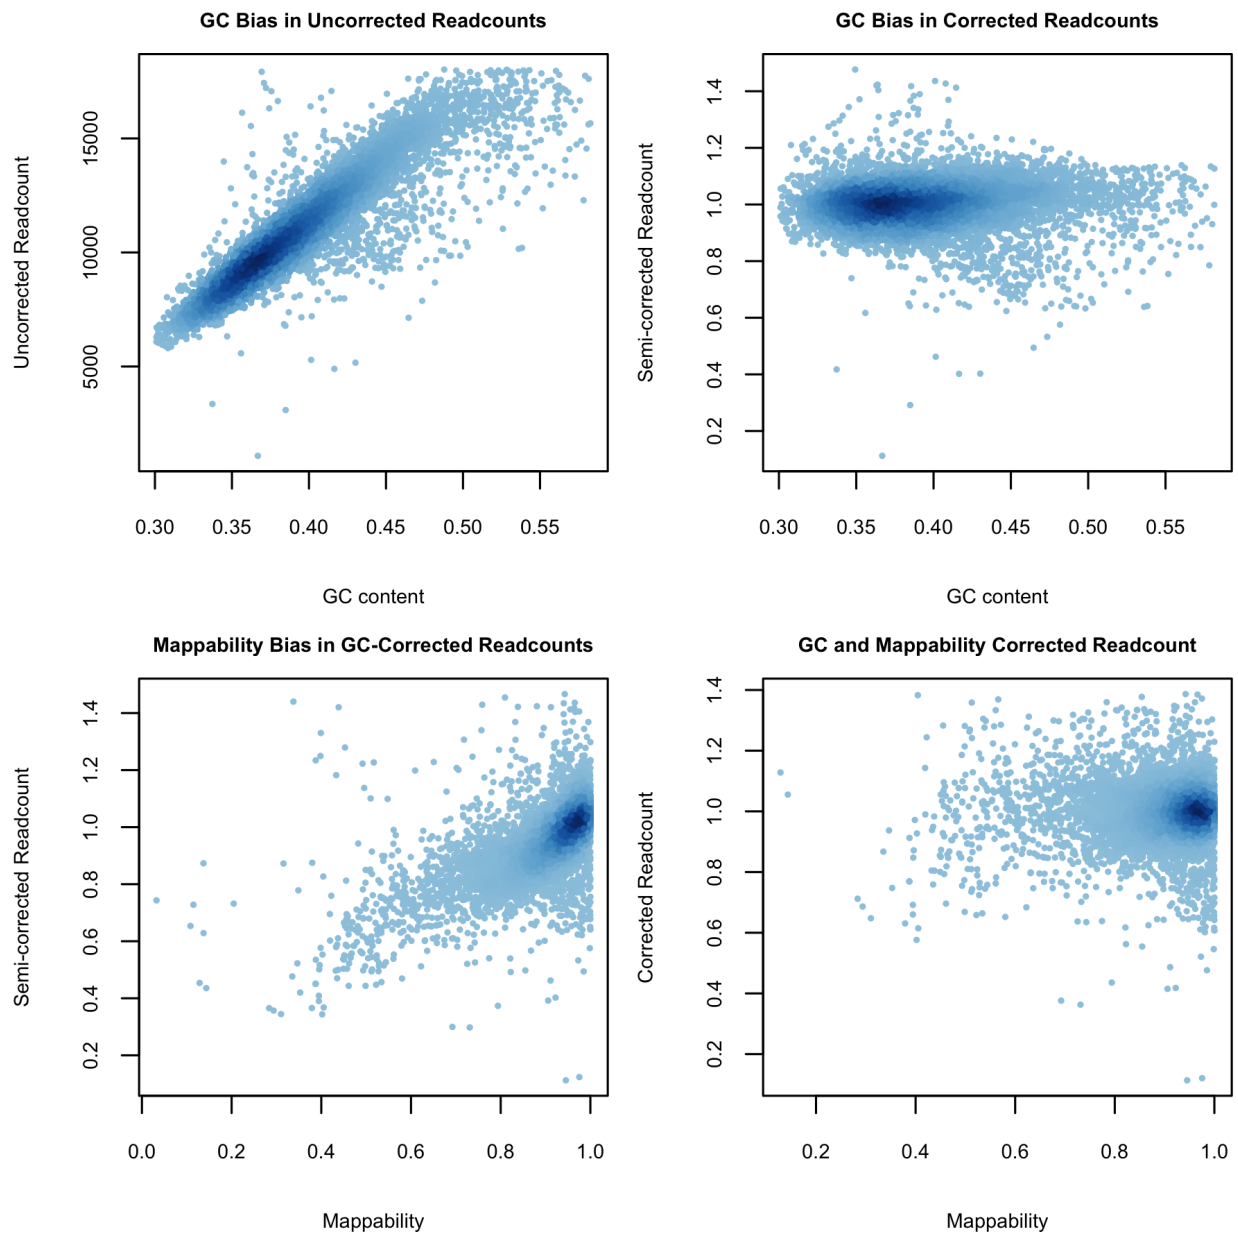 GC Bias in Uncorrected Readcounts
Uncorrected Readcount
15000
10000
5000
0.30 0.35 0.40 0.45 0.50 0.55
GC content
GC Bias in Corrected Readcounts
Semi-corrected Readcount
1.4
1.2
1.0
0.8
0.6
0.4
0.2
0.30 0.35 0.40 0.45 0.50 0.55
GC content
Mappability Bias in GC-Corrected Readcounts
Semi-corrected Readcount
1.4
1.2
1.0
0.8
0.6
0.4
0.2
0.0 0.2 0.4 0.6 0.8 1.0
Mappability
GC and Mappability Corrected Readcount
Corrected Readcount
1.4
1.2
1.0
0.8
0.6
0.4
0.2
0.2 0.4 0.6 0.8 1.0
Mappability